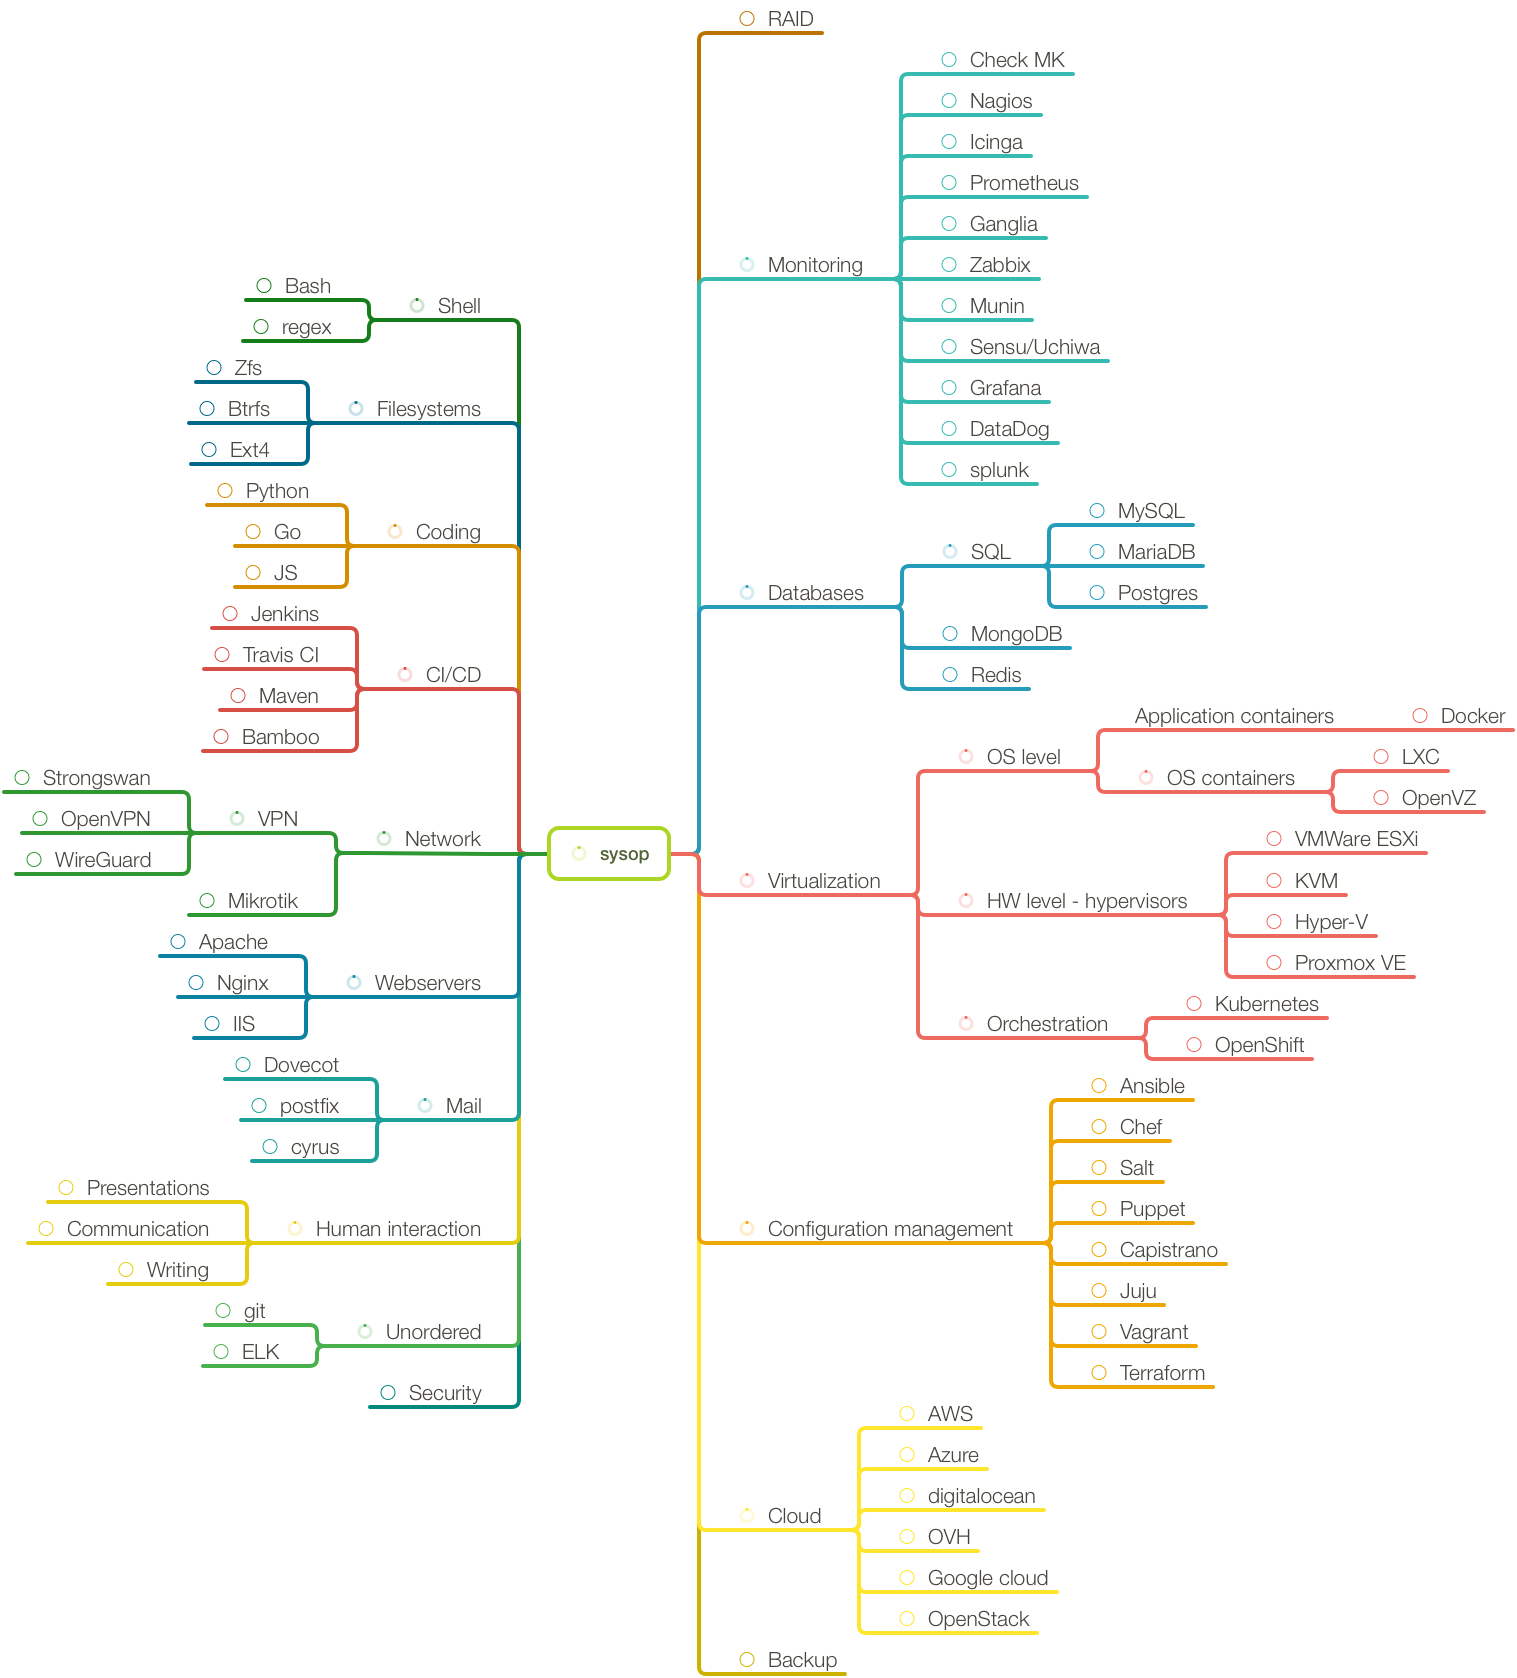 sysop
RAID
Monitoring
Check MK
Nagios
Icinga
Prometheus
Ganglia
Zabbix
Munin
Sensu/Uchiwa
Grafana
DataDog
splunk
Databases
SQL
MySQL
MariaDB
Postgres
MongoDB
Redis
Virtualization
OS level
Application containers
Docker
OS containers
LXC
OpenVZ
HW level - hypervisors
VMWare ESXi
KVM
Hyper-V
Proxmox VE
Orchestration
Kubernetes
OpenShift
Configuration management
Ansible
Chef
Salt
Puppet
Capistrano
Juju
Vagrant
Terraform
Cloud
AWS
Azure
digitalocean
OVH
Google cloud
OpenStack
Backup
Shell
Bash
regex
Filesystems
Zfs
Btrfs
Ext4
Coding
Python
Go
JS
CI/CD
Jenkins
Travis CI
Maven
Bamboo
Network
VPN
Strongswan
OpenVPN
WireGuard
Mikrotik
Webservers
Apache
Nginx
IIS
Mail
Dovecot
postfix
cyrus
Human interaction
Presentations
Communication
Writing
Unordered
git
ELK
Security